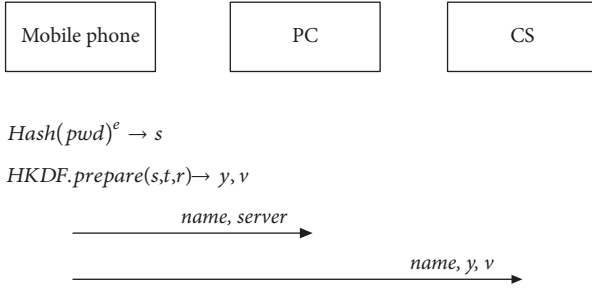 Mobile phone PC CS
Hash(pwd)^e → s
HKDF.prepare(s,t,r)→ y, v
name, server
name, y, v